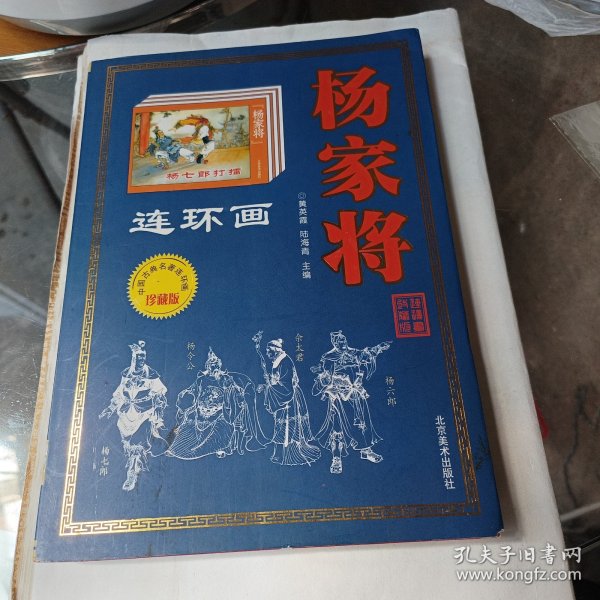 杨家将
『杨家将』
杨七郎打擂
连环画
◎黄英霞 陆海青 主编
中国古典名著连环画
珍藏版
杨七郎
杨令公
佘太君
杨六郎
北京美术出版社
孔夫子旧书网
www.kongfz.com